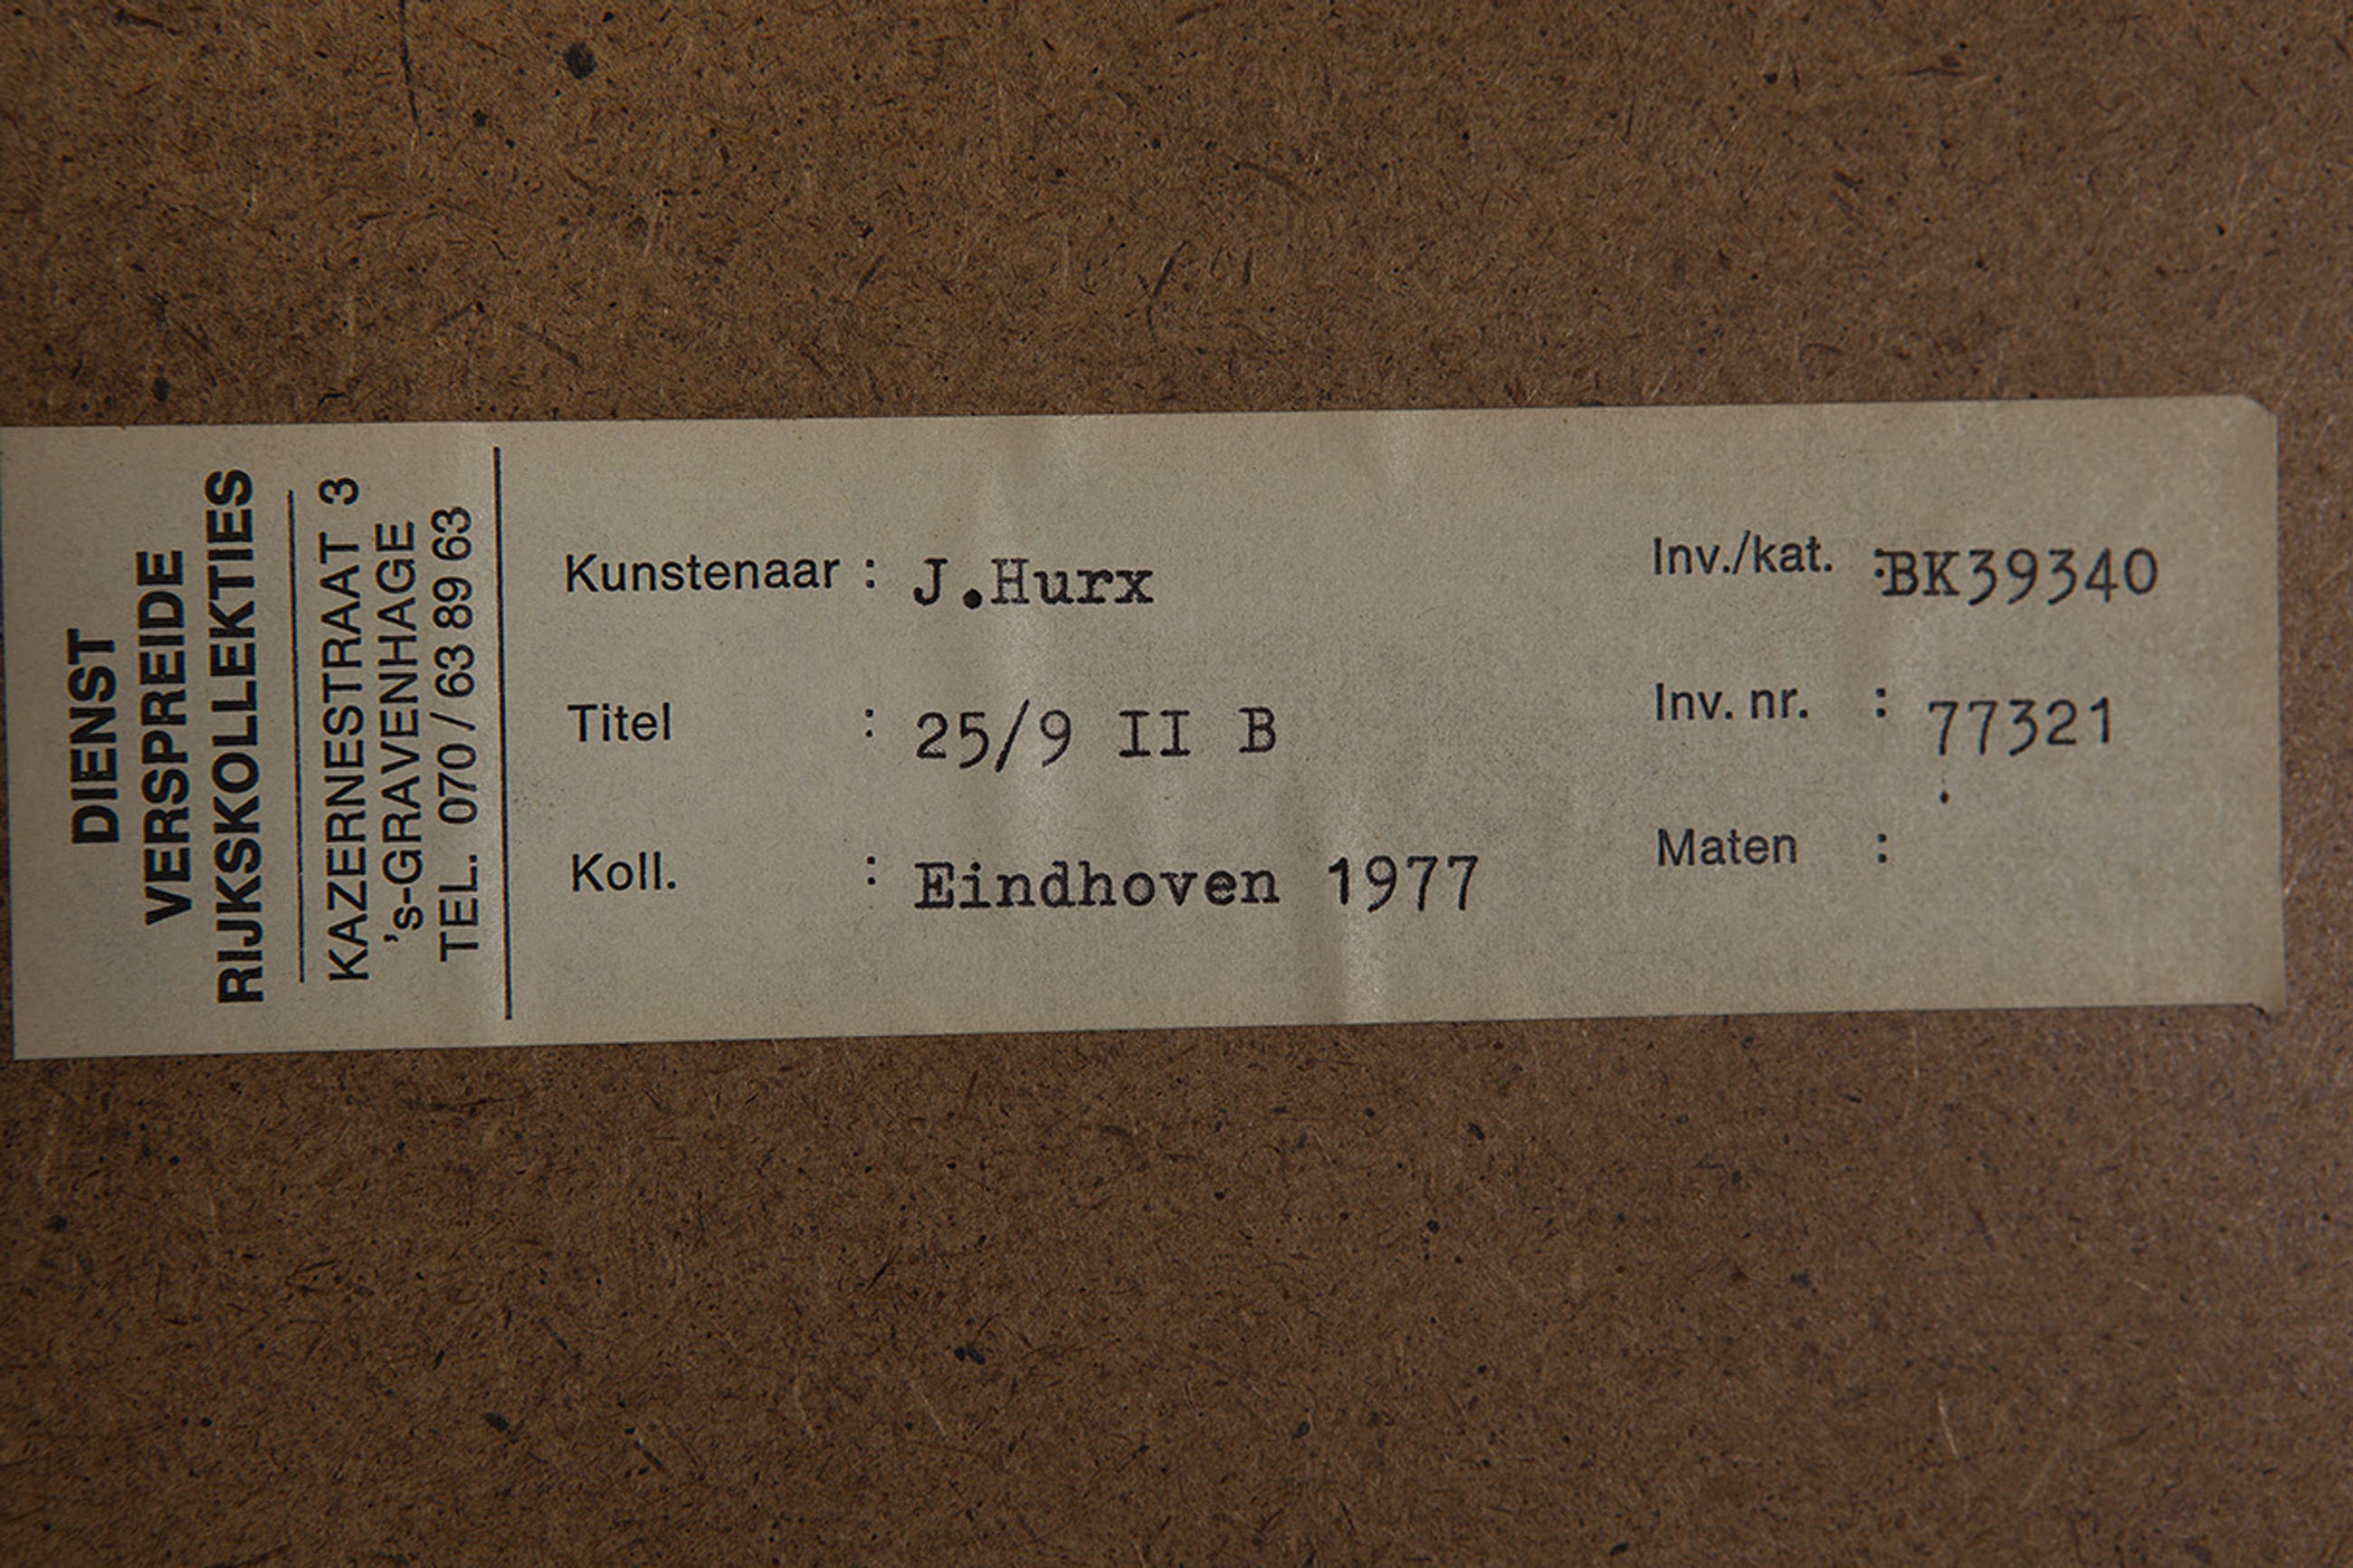 DIENST
VERSPREIDE
RIJKSKOLLEKTIES
KAZERNESTRAAT 3
's-GRAVENHAGE
TEL. 070 / 63 89 63
Kunstenaar : J.Hurx
Titel : 25/9 II B
Koll. : Eindhoven 1977
Inv./kat. :BK39340
Inv. nr. : 77321
Maten :